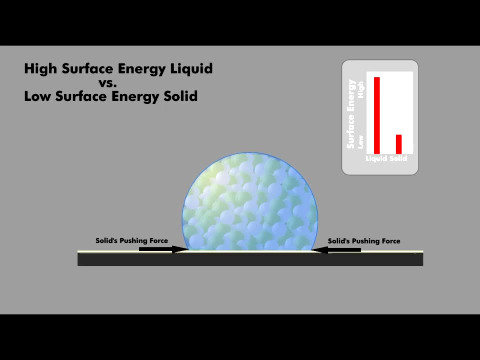 High Surface Energy Liquid
vs.
Low Surface Energy Solid
Surface Energy
Low High
Liquid Solid
Solid's Pushing Force
Solid's Pushing Force